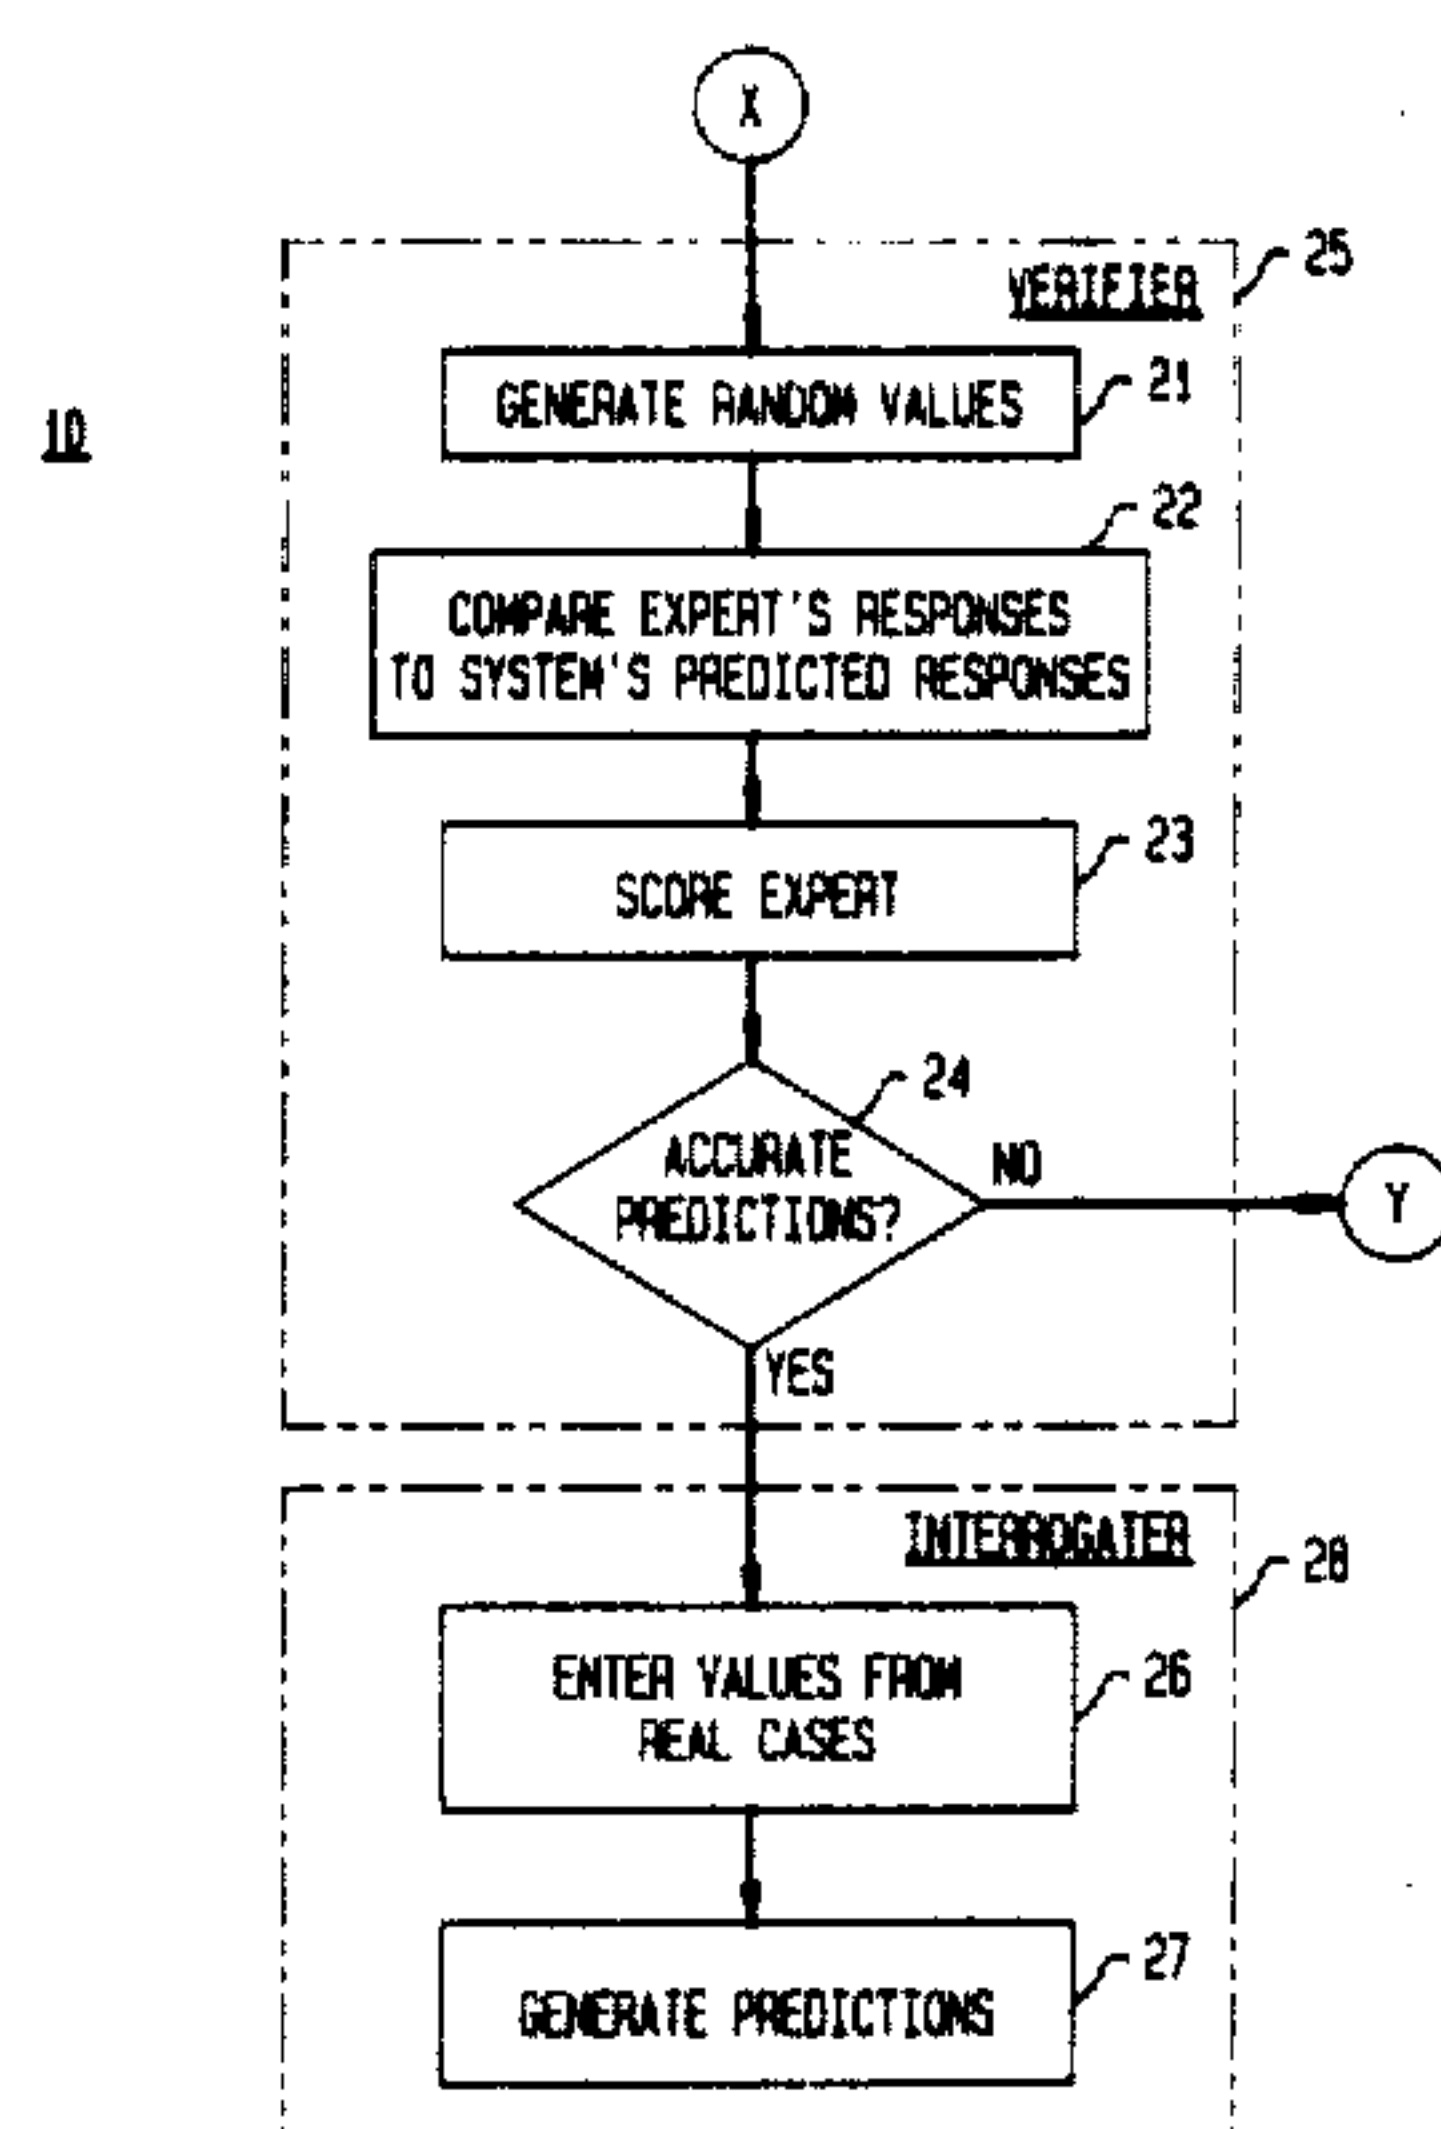 X
VERIFIER
25
10
GENERATE RANDOM VALUES
21
22
COMPARE EXPERT'S RESPONSES
TO SYSTEM'S PREDICTED RESPONSES
23
SCORE EXPERT
24
ACCURATE
PREDICTIONS?
NO
Y
YES
INTERROGATER
28
ENTER VALUES FROM
REAL CASES
26
27
GENERATE PREDICTIONS